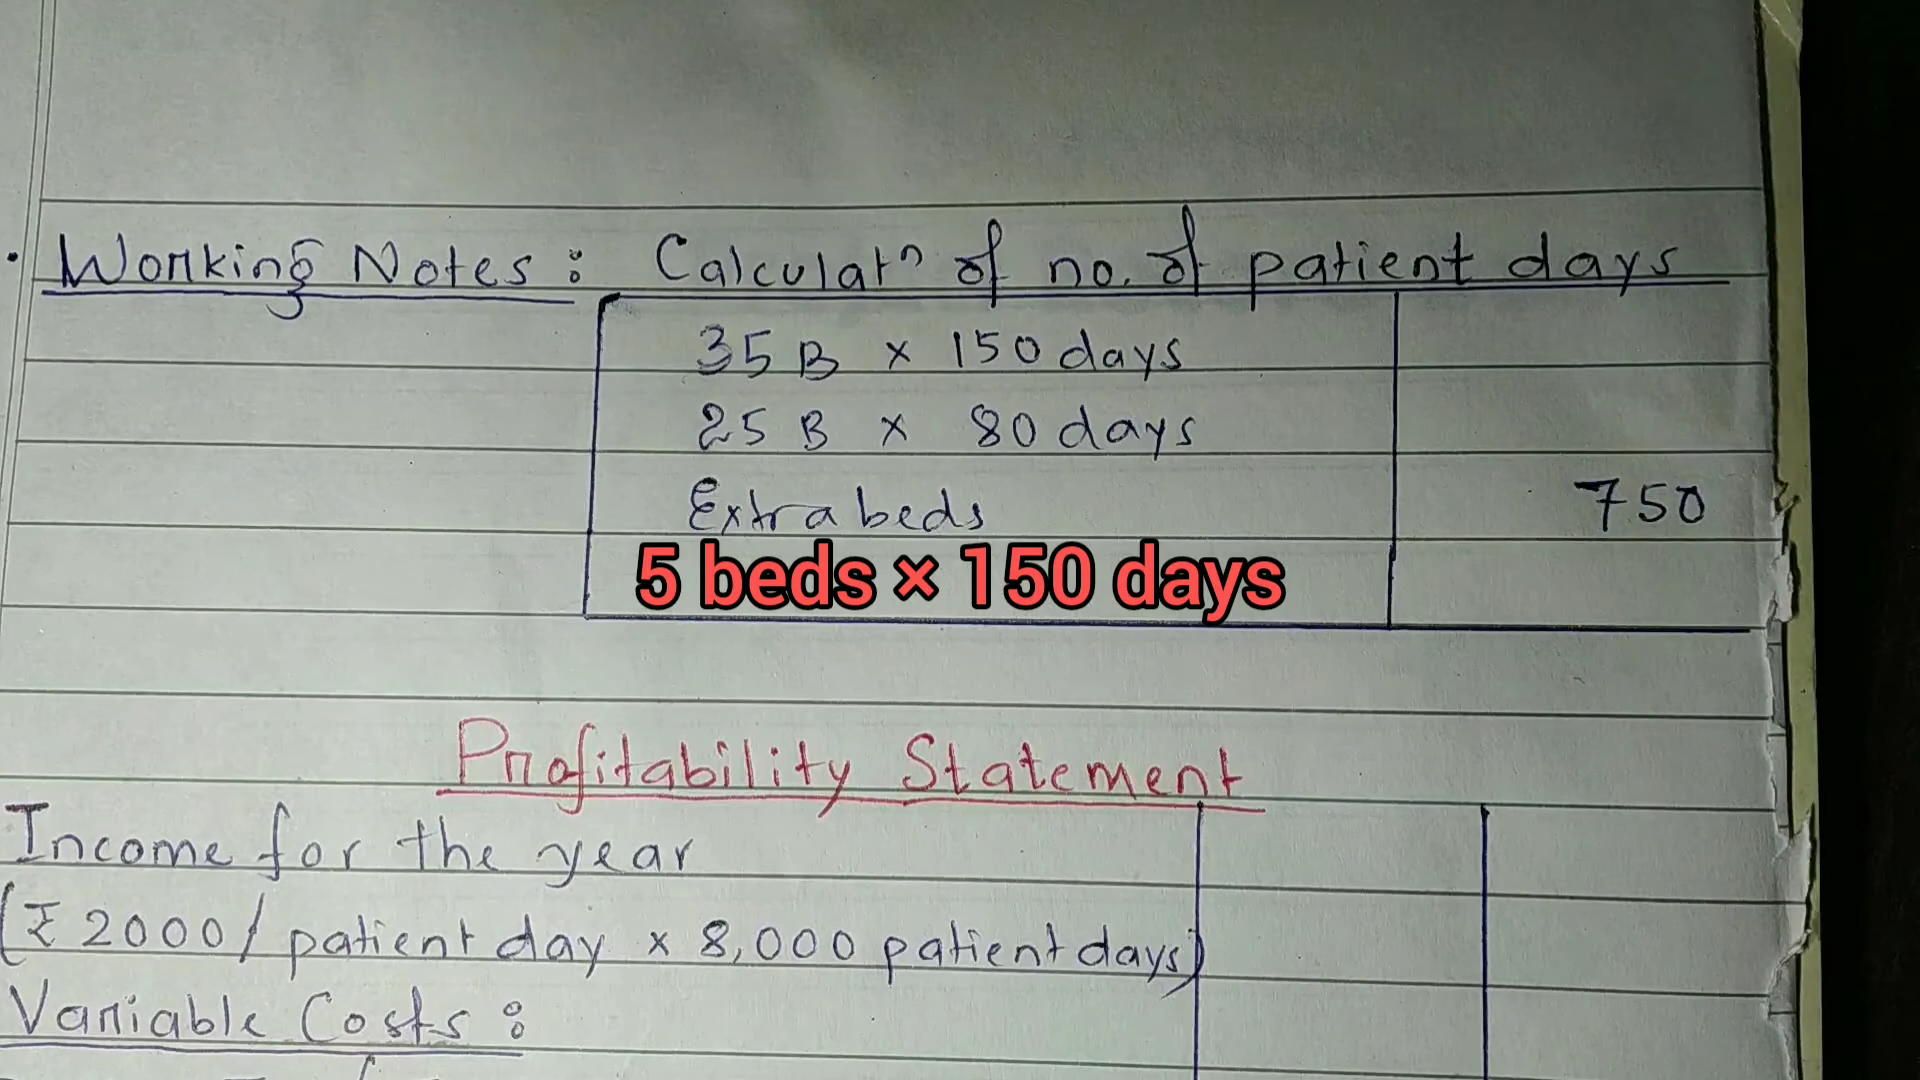 Working Notes : Calculatn of no. of patient days
35 B × 150 days
25 B × 80 days
Extra beds 750
5 beds × 150 days
Profitability Statement
Income for the year
(₹ 2000/ patient day × 8,000 patient days)
Variable Costs :